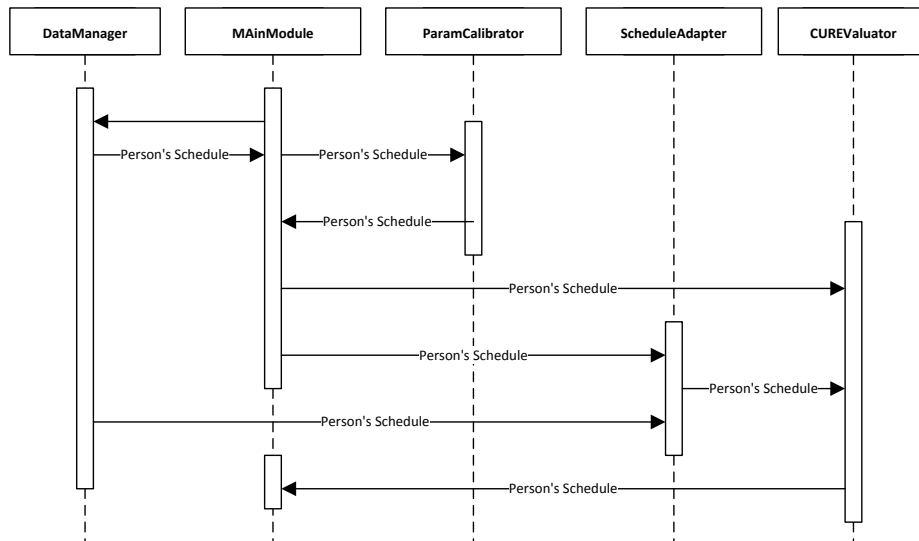 DataManager
MAinModule
ParamCalibrator
ScheduleAdapter
CUREValuator
Person's Schedule
Person's Schedule
Person's Schedule
Person's Schedule
Person's Schedule
Person's Schedule
Person's Schedule
Person's Schedule